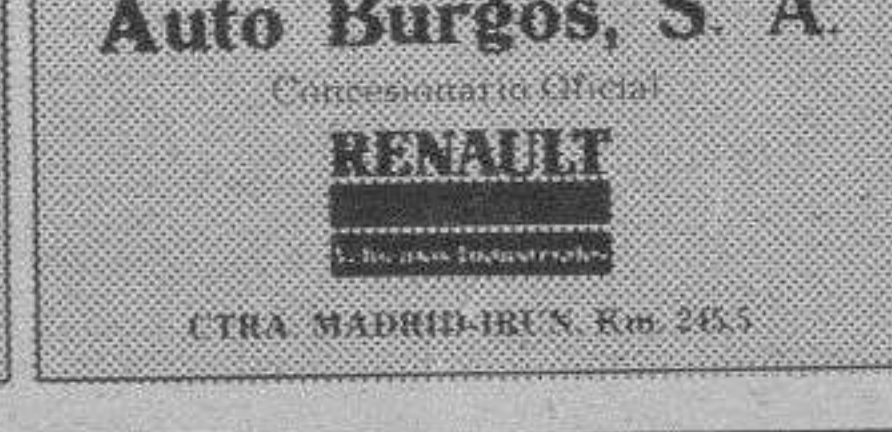 Auto Burgos, S. A.
Concesionario Oficial
RENAULT
Vehículos Industriales
CTRA. MADRID-IRUN, Km. 245,5